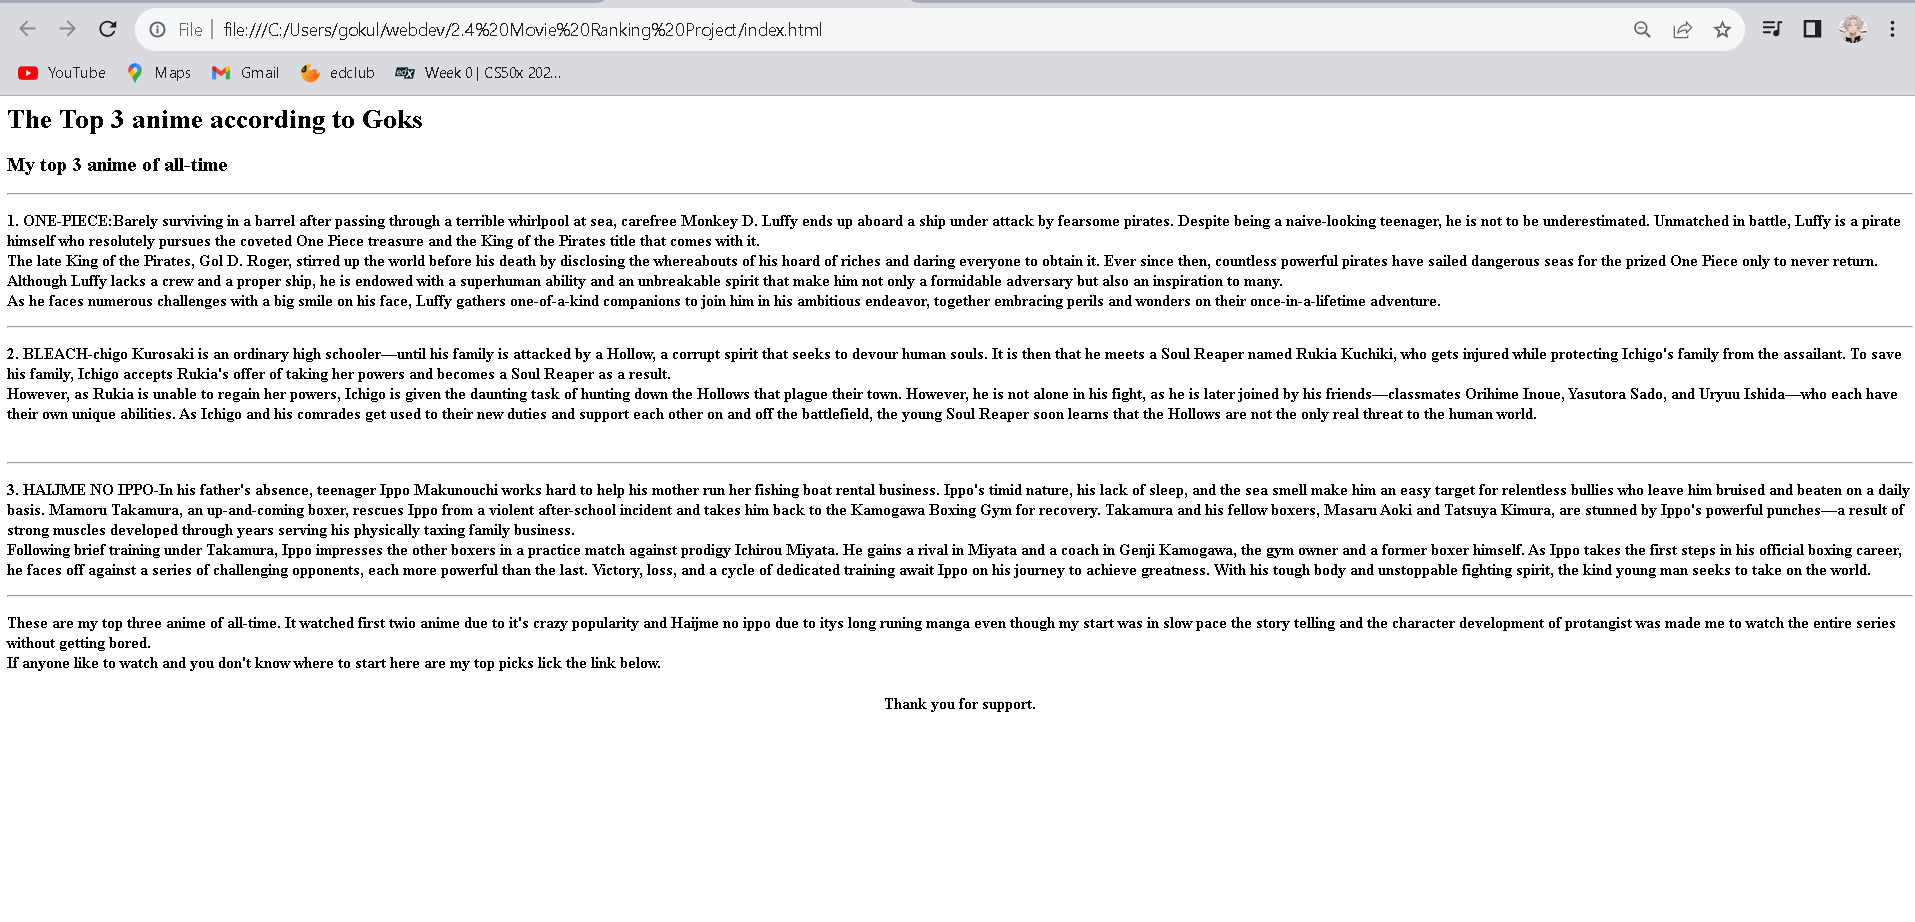 File | file:///C:/Users/gokul/webdev/2.4%20Movie%20Ranking%20Project/index.html
YouTube Maps Gmail edclub edX Week 0 | CS50x 202...
The Top 3 anime according to Goks
My top 3 anime of all-time
1. ONE-PIECE:Barely surviving in a barrel after passing through a terrible whirlpool at sea, carefree Monkey D. Luffy ends up aboard a ship under attack by fearsome pirates. Despite being a naive-looking teenager, he is not to be underestimated. Unmatched in battle, Luffy is a pirate
himself who resolutely pursues the coveted One Piece treasure and the King of the Pirates title that comes with it.
The late King of the Pirates, Gol D. Roger, stirred up the world before his death by disclosing the whereabouts of his hoard of riches and daring everyone to obtain it. Ever since then, countless powerful pirates have sailed dangerous seas for the prized One Piece only to never return.
Although Luffy lacks a crew and a proper ship, he is endowed with a superhuman ability and an unbreakable spirit that make him not only a formidable adversary but also an inspiration to many.
As he faces numerous challenges with a big smile on his face, Luffy gathers one-of-a-kind companions to join him in his ambitious endeavor, together embracing perils and wonders on their once-in-a-lifetime adventure.
2. BLEACH-chigo Kurosaki is an ordinary high schooler—until his family is attacked by a Hollow, a corrupt spirit that seeks to devour human souls. It is then that he meets a Soul Reaper named Rukia Kuchiki, who gets injured while protecting Ichigo's family from the assailant. To save
his family, Ichigo accepts Rukia's offer of taking her powers and becomes a Soul Reaper as a result.
However, as Rukia is unable to regain her powers, Ichigo is given the daunting task of hunting down the Hollows that plague their town. However, he is not alone in his fight, as he is later joined by his friends—classmates Orihime Inoue, Yasutora Sado, and Uryuu Ishida—who each have
their own unique abilities. As Ichigo and his comrades get used to their new duties and support each other on and off the battlefield, the young Soul Reaper soon learns that the Hollows are not the only real threat to the human world.
3. HAIJME NO IPPO-In his father's absence, teenager Ippo Makunouchi works hard to help his mother run her fishing boat rental business. Ippo's timid nature, his lack of sleep, and the sea smell make him an easy target for relentless bullies who leave him bruised and beaten on a daily
basis. Mamoru Takamura, an up-and-coming boxer, rescues Ippo from a violent after-school incident and takes him back to the Kamogawa Boxing Gym for recovery. Takamura and his fellow boxers, Masaru Aoki and Tatsuya Kimura, are stunned by Ippo's powerful punches—a result of
strong muscles developed through years serving his physically taxing family business.
Following brief training under Takamura, Ippo impresses the other boxers in a practice match against prodigy Ichirou Miyata. He gains a rival in Miyata and a coach in Genji Kamogawa, the gym owner and a former boxer himself. As Ippo takes the first steps in his official boxing career,
he faces off against a series of challenging opponents, each more powerful than the last. Victory, loss, and a cycle of dedicated training await Ippo on his journey to achieve greatness. With his tough body and unstoppable fighting spirit, the kind young man seeks to take on the world.
These are my top three anime of all-time. It watched first twio anime due to it's crazy popularity and Haijme no ippo due to itys long runing manga even though my start was in slow pace the story telling and the character development of protangist was made me to watch the entire series
without getting bored.
If anyone like to watch and you don't know where to start here are my top picks lick the link below.
Thank you for support.